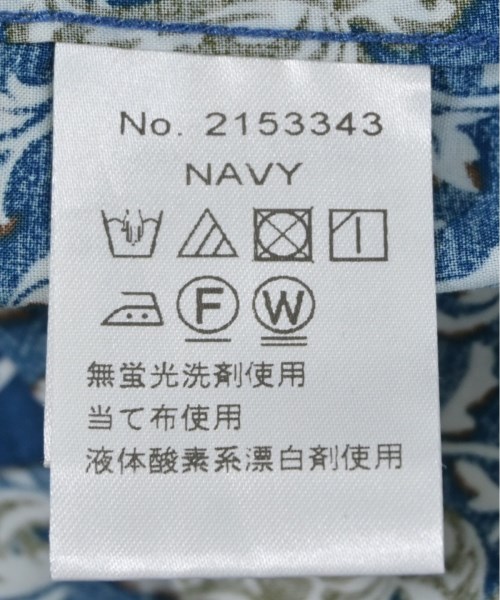 No. 2153343
NAVY
F W
無蛍光洗剤使用
当て布使用
液体酸素系漂白剤使用